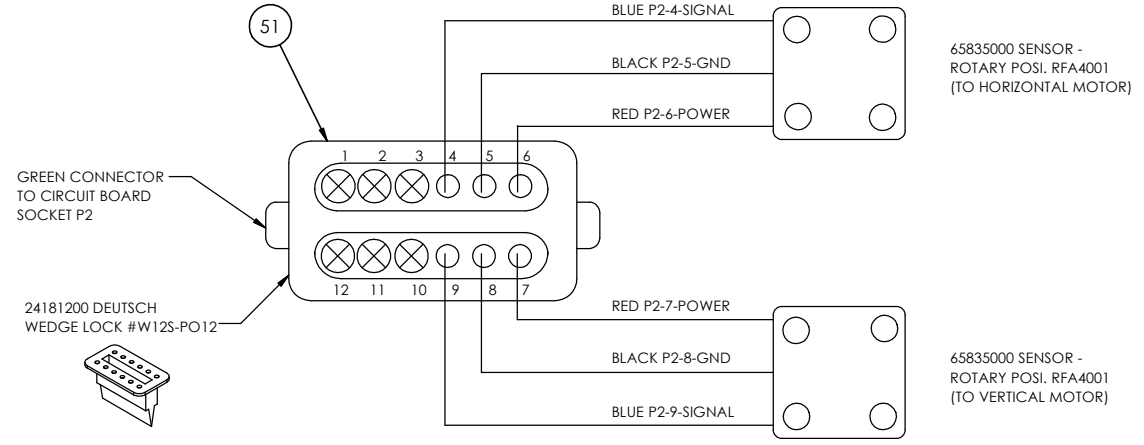 51
BLUE P2-4-SIGNAL
BLACK P2-5-GND
RED P2-6-POWER
65835000 SENSOR -
ROTARY POSI. RFA4001
(TO HORIZONTAL MOTOR)
GREEN CONNECTOR
TO CIRCUIT BOARD
SOCKET P2
1 2 3 4 5 6
12 11 10 9 8 7
24181200 DEUTSCH
WEDGE LOCK #W12S-PO12
RED P2-7-POWER
BLACK P2-8-GND
BLUE P2-9-SIGNAL
65835000 SENSOR -
ROTARY POSI. RFA4001
(TO VERTICAL MOTOR)